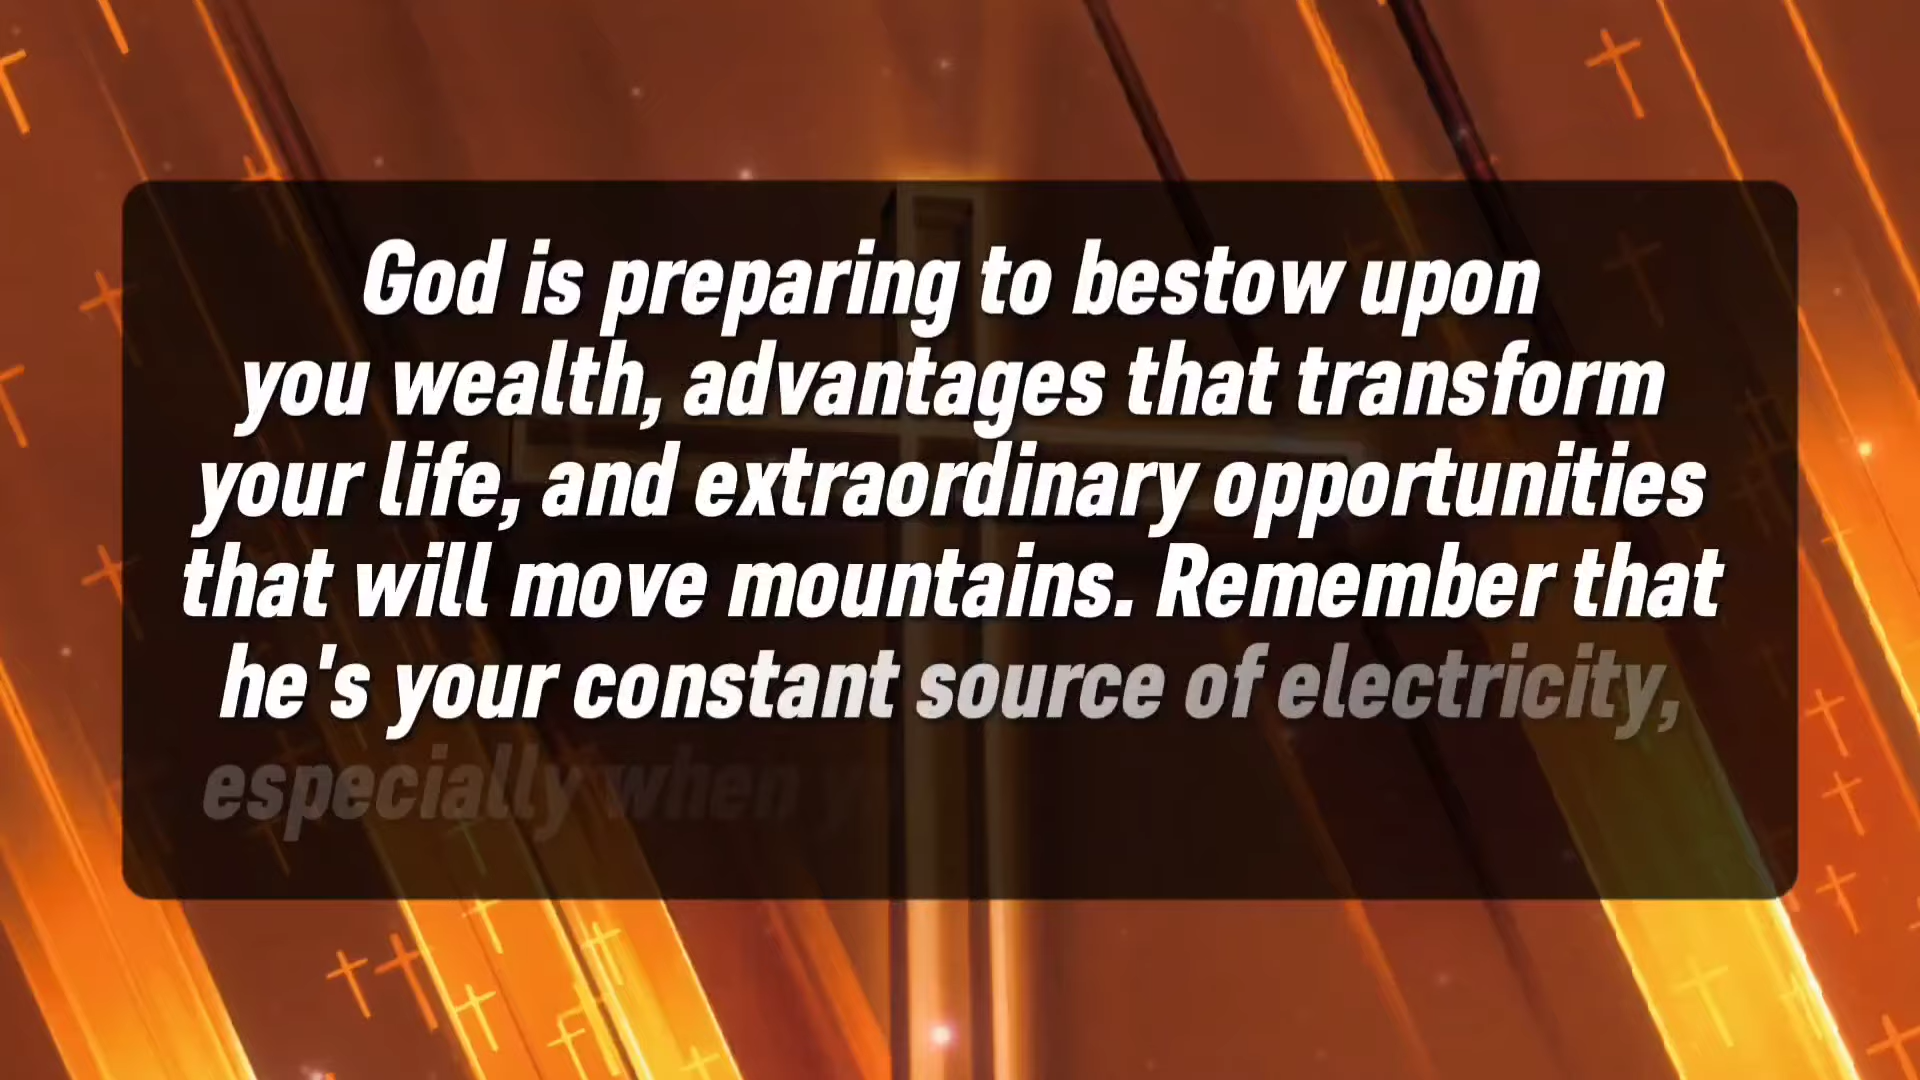 God is preparing to bestow upon
you wealth, advantages that transform
your life, and extraordinary opportunities
that will move mountains. Remember that
he's your constant source of electricity,
especially when